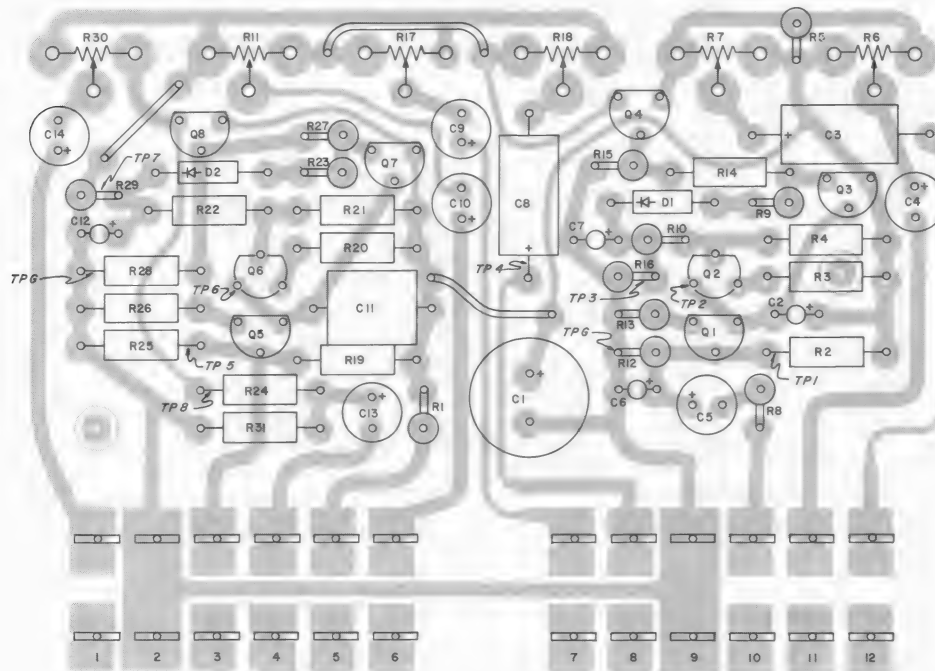 R30 R11 R17 R18 R7 R5 R6
C14 Q8 R27 C9 C8 Q4 C3
R23 Q7 R15 R14
TP7 D2 C10 D1 Q3 C4
R29 R22 R21 R9
C12 C7 R10 R4
R20 TP4
TPG R28 Q6 TP6 R16 Q2 R3
TP3 TP2
R26 C11 C2
Q5 R13 Q1
R25 TPG R2
TP5 R19 R12 TP1
R24 C1 C6 R8
TP8 C13 R1 C5
R31
1 2 3 4 5 6 7 8 9 10 11 12